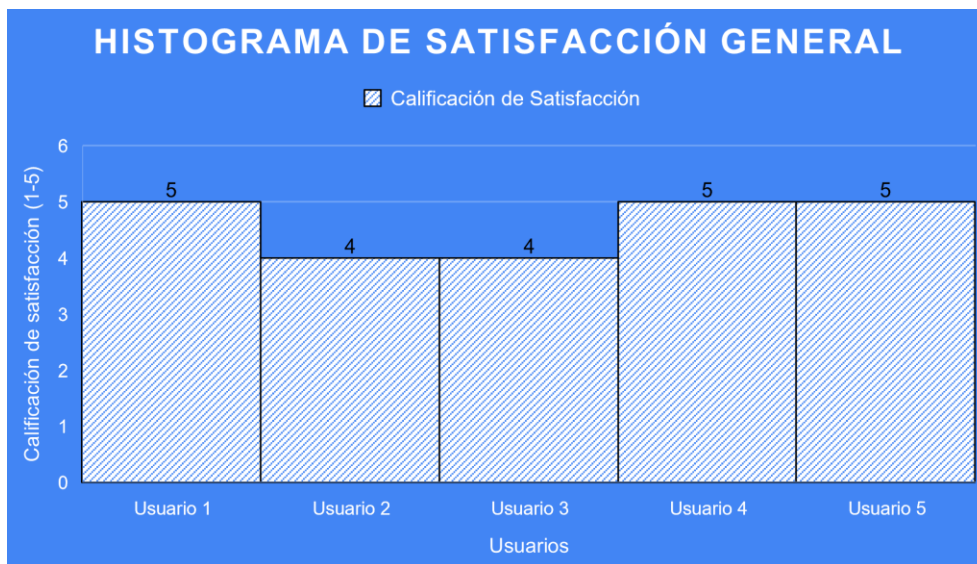 HISTOGRAMA DE SATISFACCIÓN GENERAL
Calificación de Satisfacción
Calificación de satisfacción (1-5)
6
5
4
3
2
1
0
5
4
4
5
5
Usuario 1
Usuario 2
Usuario 3
Usuario 4
Usuario 5
Usuarios